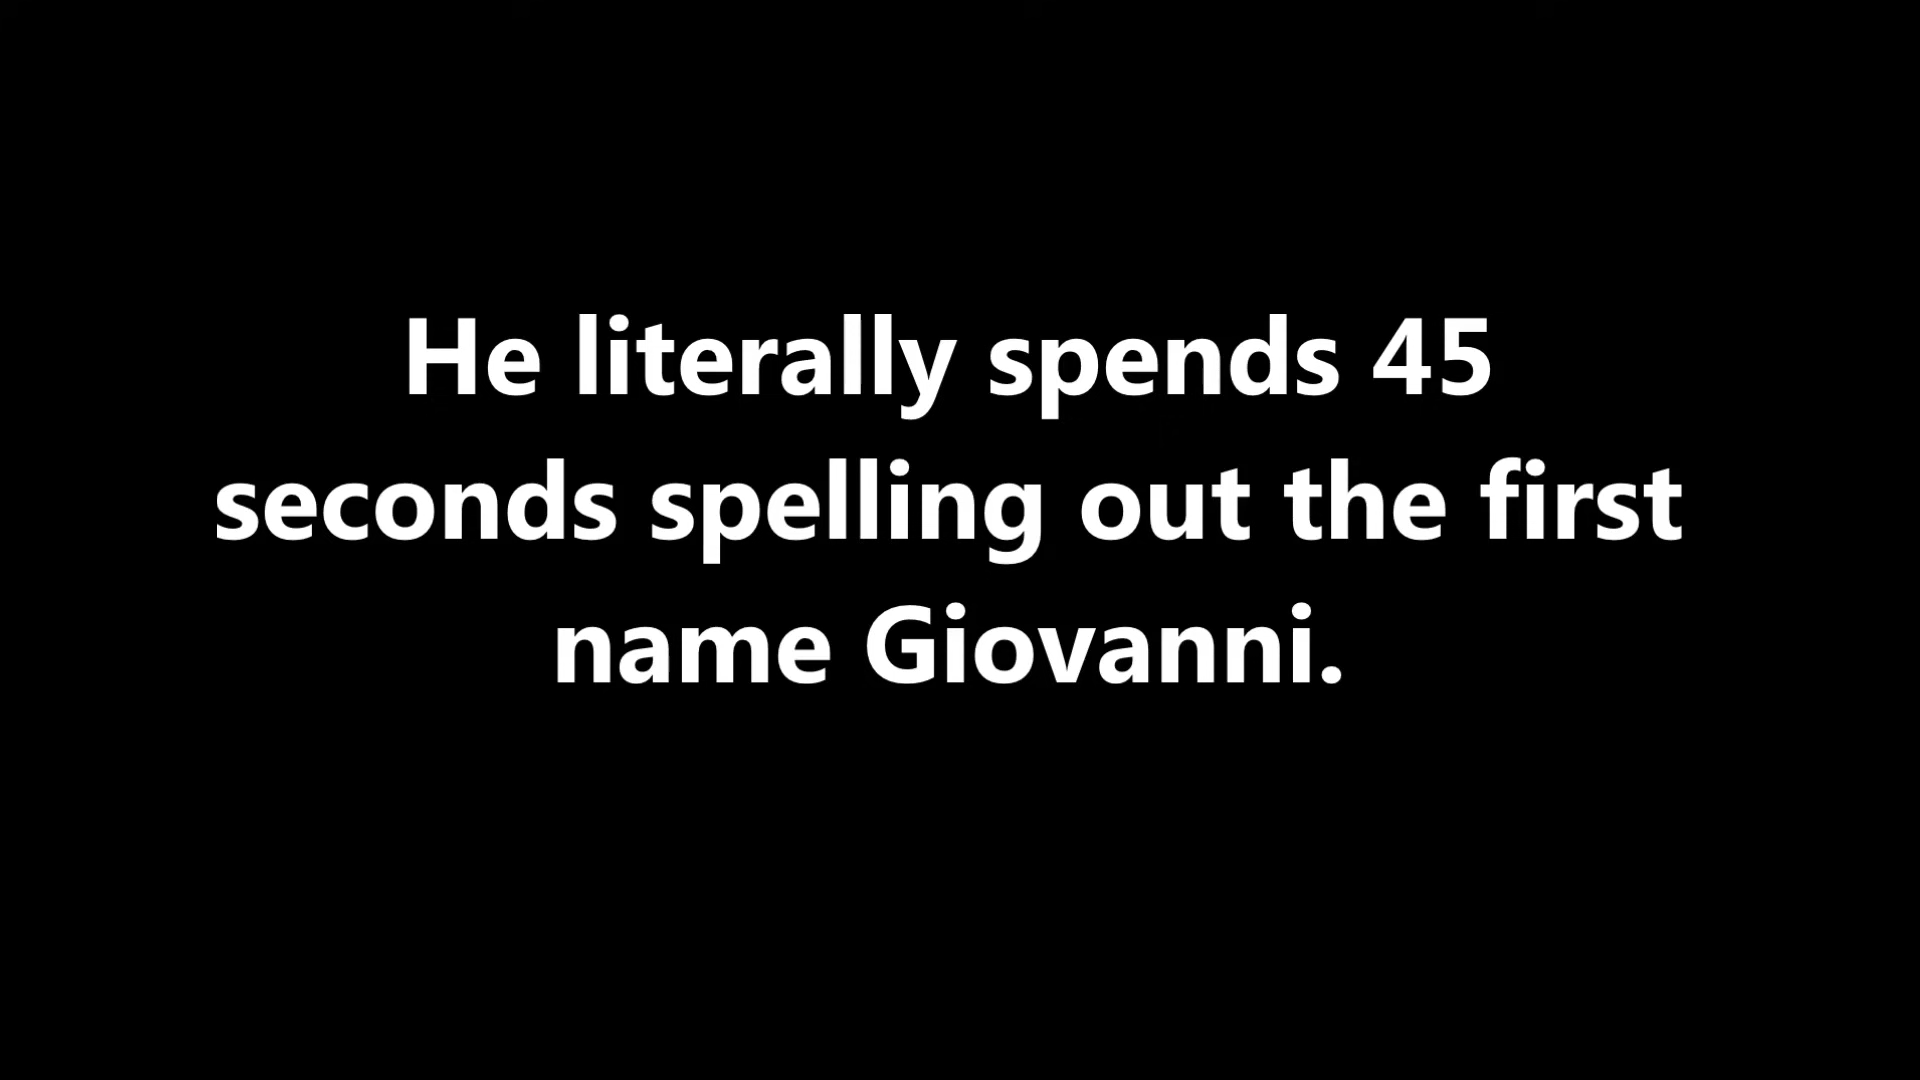 He literally spends 45
seconds spelling out the first
name Giovanni.